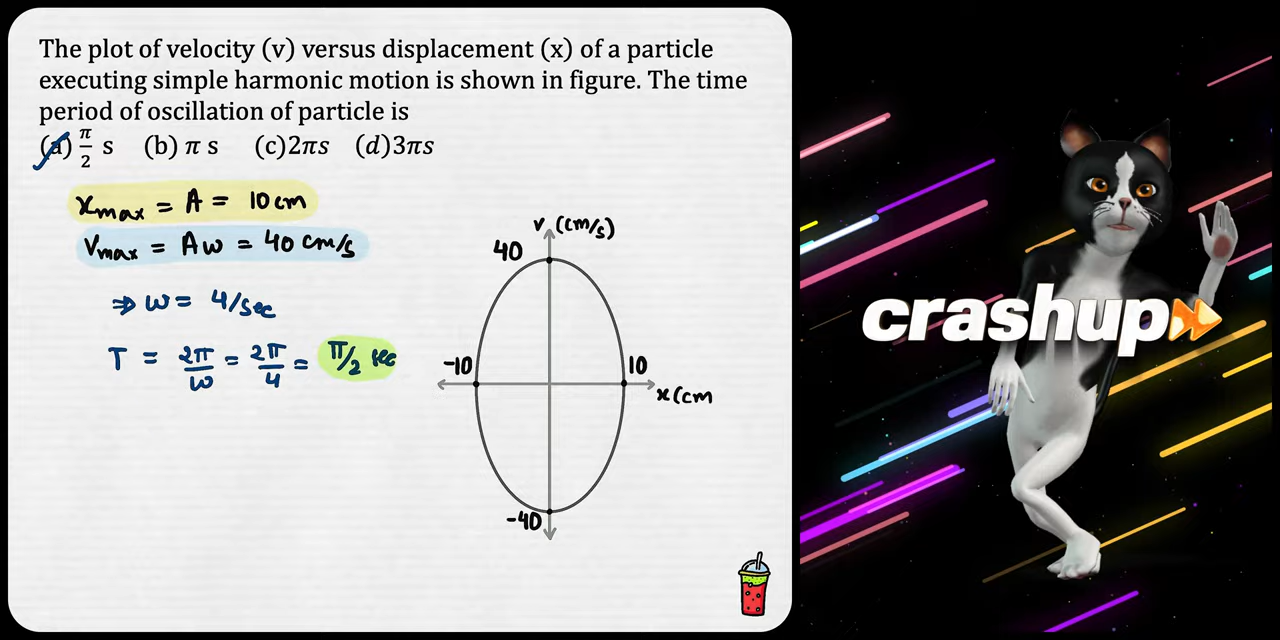 The plot of velocity (v) versus displacement (x) of a particle
executing simple harmonic motion is shown in figure. The time
period of oscillation of particle is
(a) π/2 s (b) π s (c)2πs (d)3πs
xmax = A = 10 cm
Vmax = Aω = 40 cm/s
⇒ ω = 4/sec
T = 2π/ω = 2π/4 = π/2 sec
v (cm/s)
40
-10
10
x(cm
-40
crashup